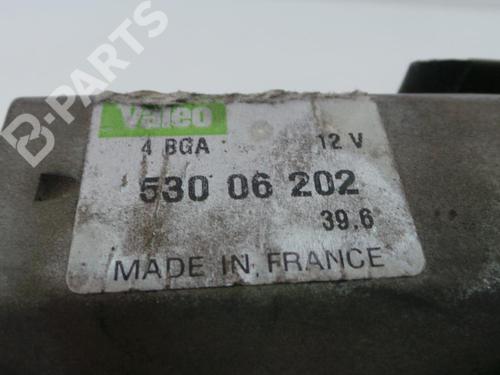 B-PARTS
Valeo
4 BGA 12 V
530 06 202
39.6
MADE IN FRANCE